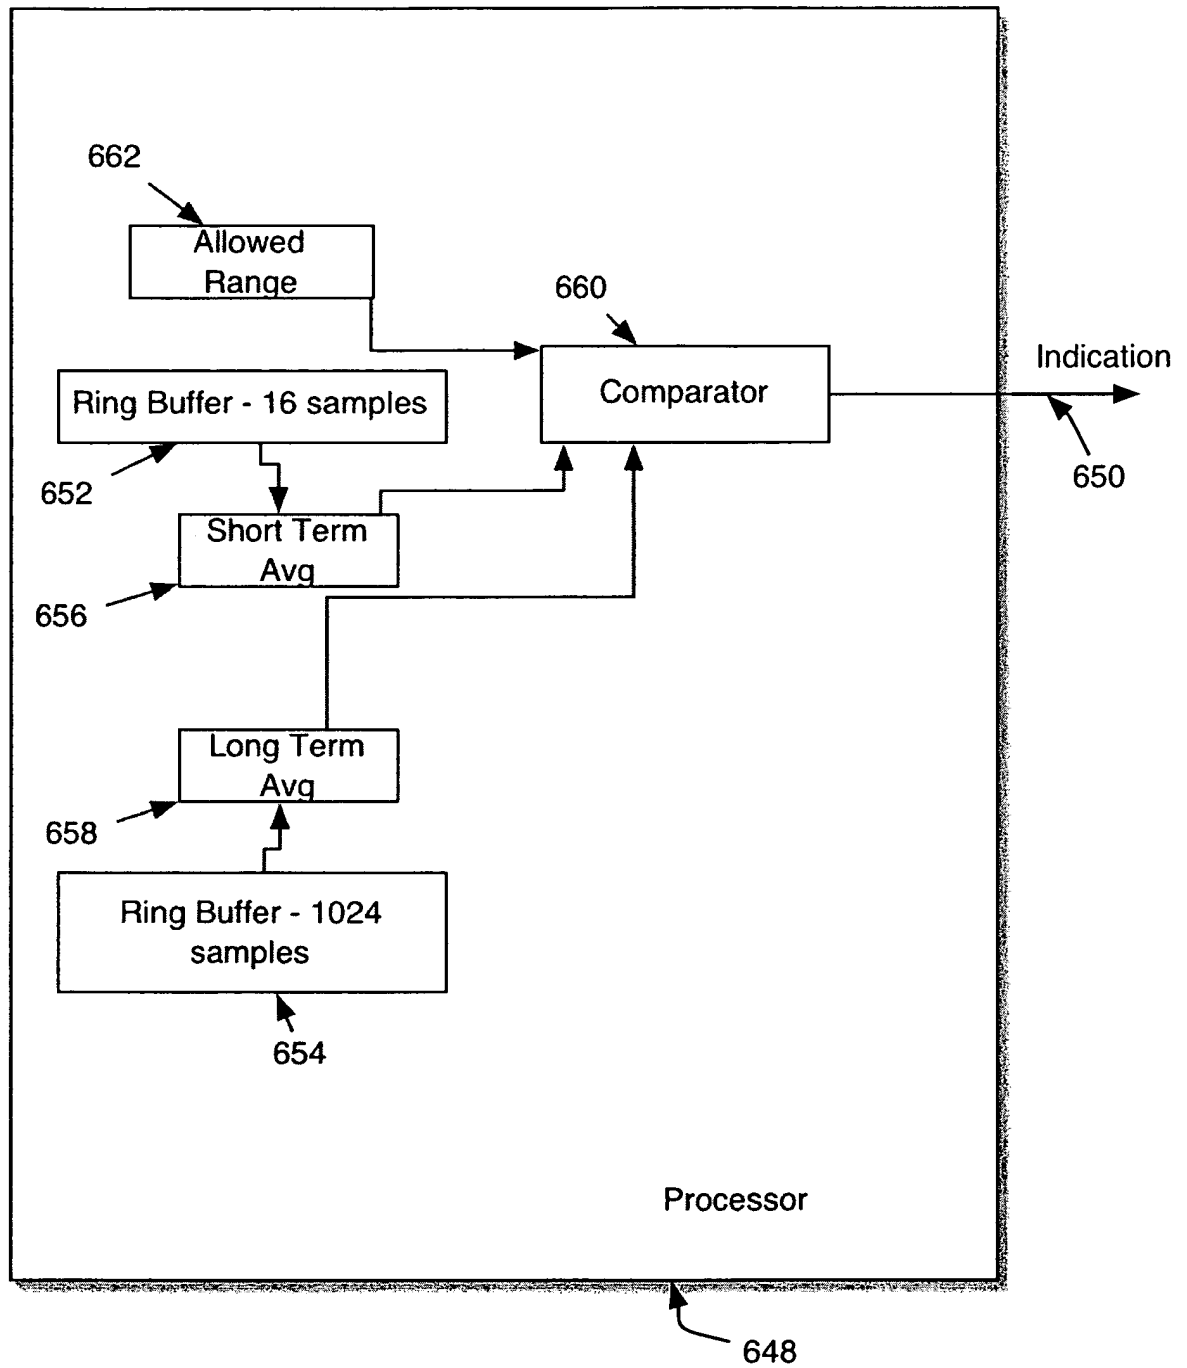 662
Allowed
Range
660
Comparator
Indication
650
Ring Buffer - 16 samples
652
Short Term
Avg
656
Long Term
Avg
658
Ring Buffer - 1024
samples
654
Processor
648